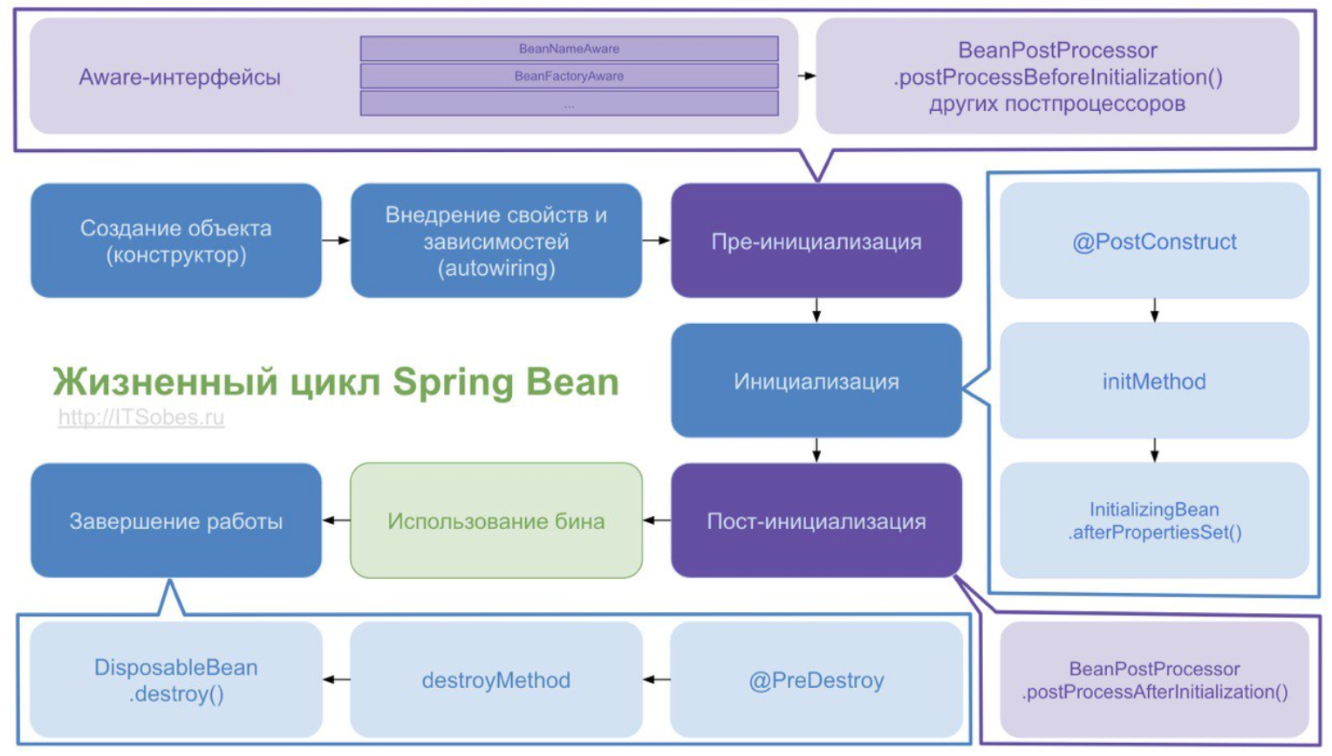 Aware-интерфейсы
BeanNameAware
BeanFactoryAware
...
BeanPostProcessor
.postProcessBeforeInitialization()
других постпроцессоров
Создание объекта
(конструктор)
Внедрение свойств и
зависимостей
(autowiring)
Пре-инициализация
@PostConstruct
Инициализация
initMethod
Жизненный цикл Spring Bean
http://ITSobes.ru
Завершение работы
Использование бина
Пост-инициализация
InitializingBean
.afterPropertiesSet()
DisposableBean
.destroy()
destroyMethod
@PreDestroy
BeanPostProcessor
.postProcessAfterInitialization()